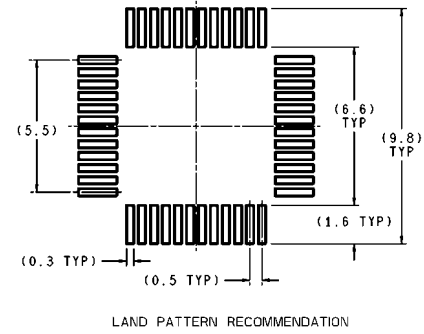 (5.5)
(6.6)
TYP
(9.8)
TYP
(1.6 TYP)
(0.3 TYP)
(0.5 TYP)
LAND PATTERN RECOMMENDATION